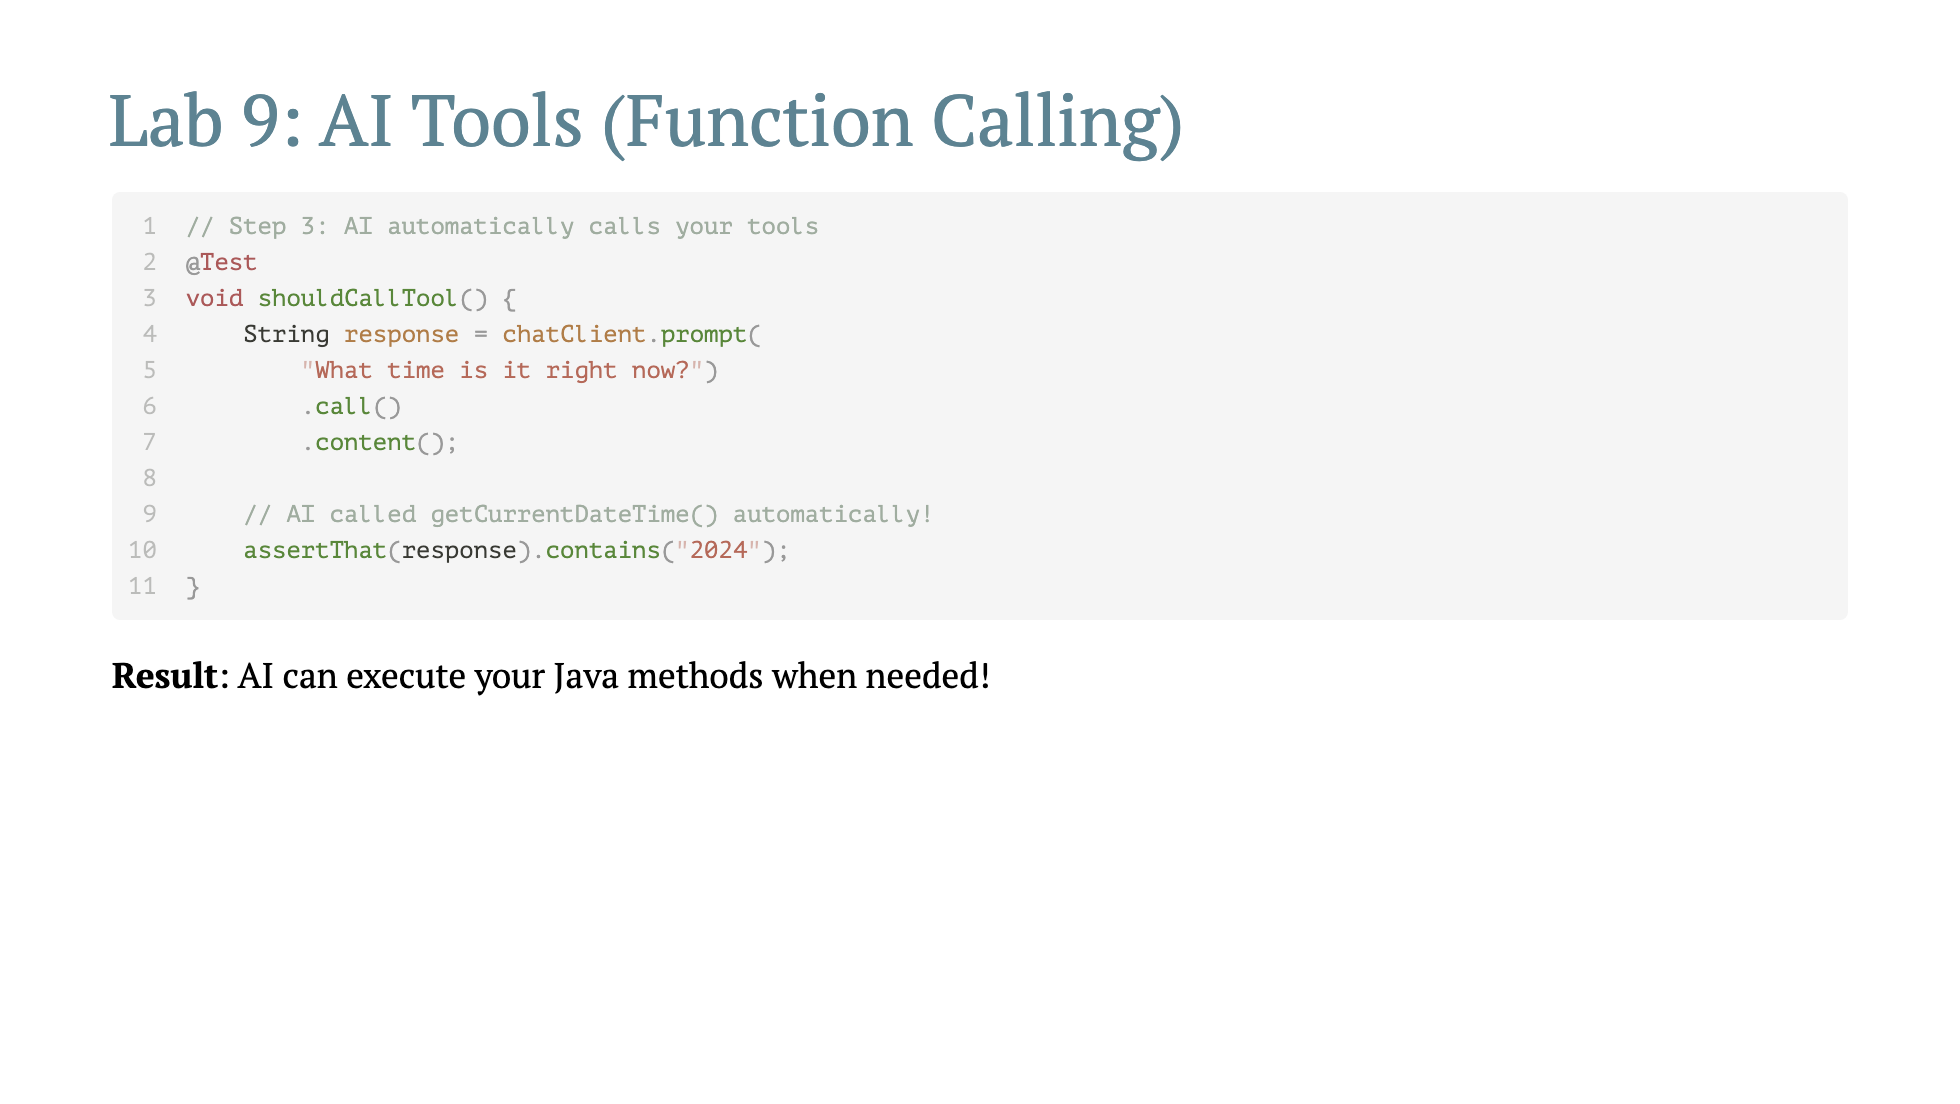 Lab 9: AI Tools (Function Calling)
1 // Step 3: AI automatically calls your tools
2 @Test
3 void shouldCallTool() {
4     String response = chatClient.prompt(
5         "What time is it right now?")
6         .call()
7         .content();
8
9     // AI called getCurrentDateTime() automatically!
10     assertThat(response).contains("2024");
11 }
Result: AI can execute your Java methods when needed!